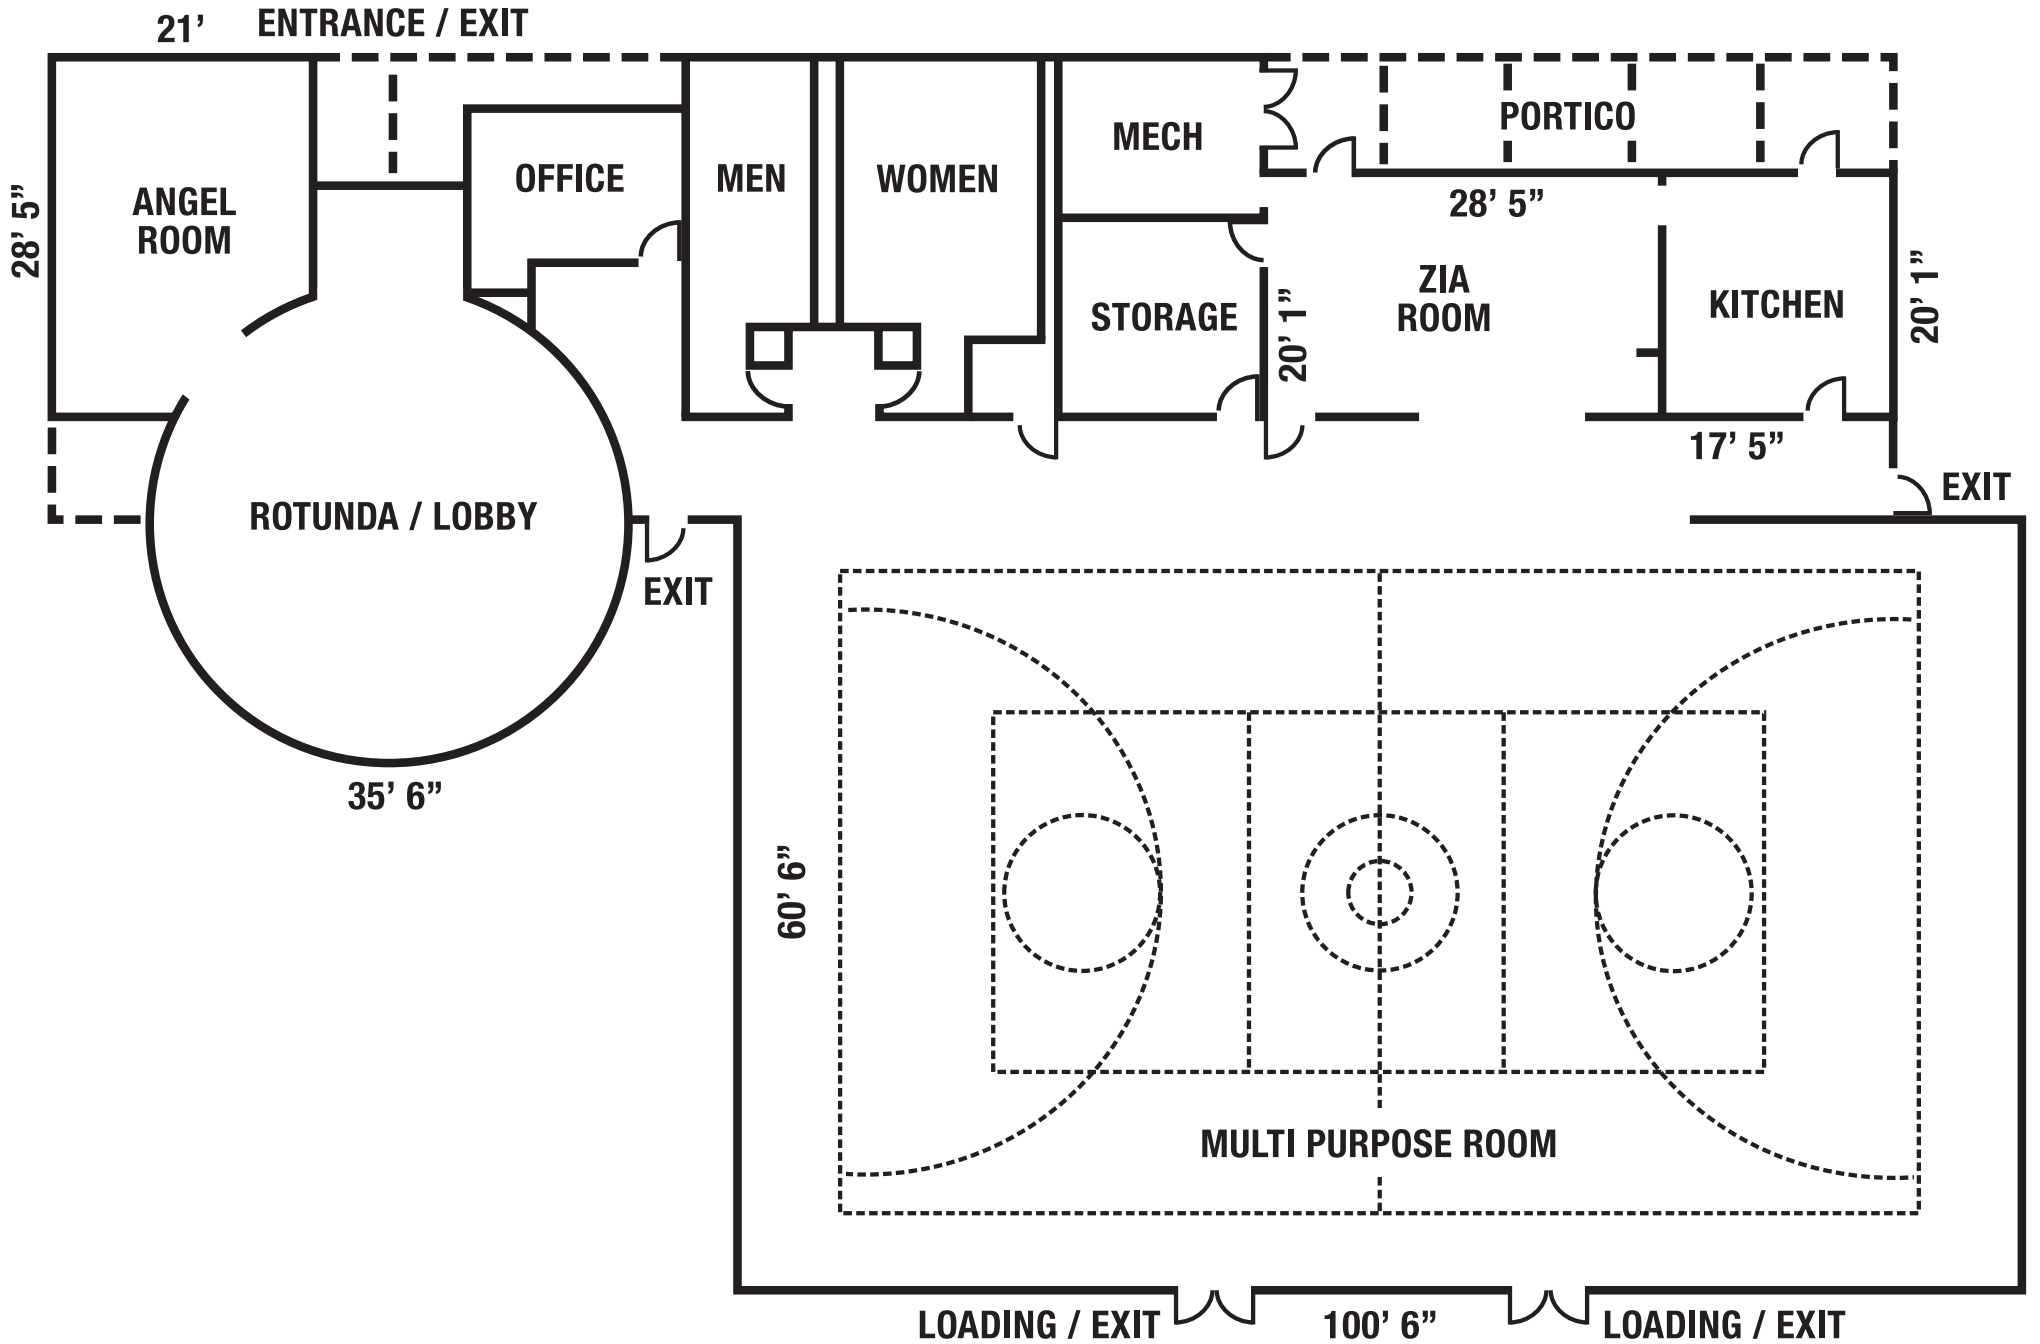 21’
ENTRANCE / EXIT
ANGEL
ROOM
28’ 5”
OFFICE
MEN
WOMEN
MECH
PORTICO
28’ 5”
STORAGE
20’ 1”
ZIA
ROOM
KITCHEN
20’ 1”
17’ 5”
EXIT
ROTUNDA / LOBBY
EXIT
35’ 6”
60’ 6”
MULTI PURPOSE ROOM
LOADING / EXIT
100’ 6”
LOADING / EXIT